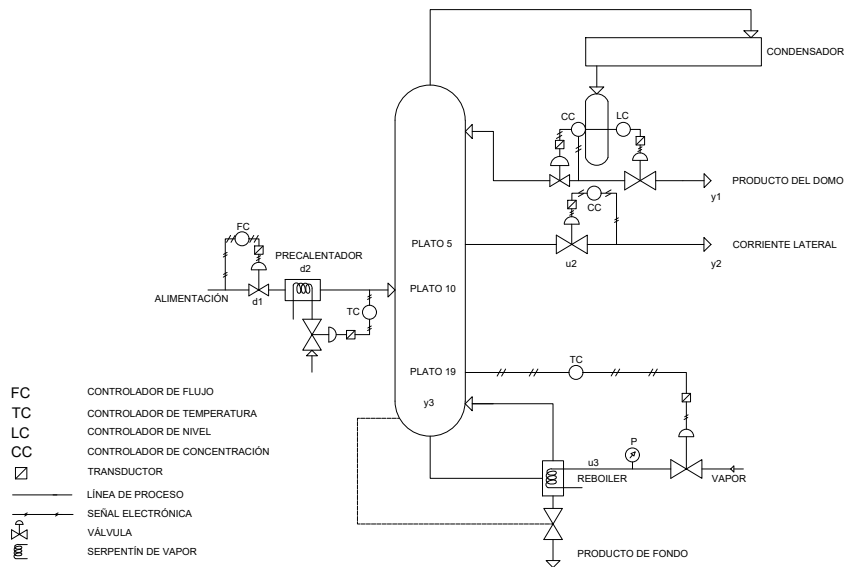 CONDENSADOR
CC
LC
PRODUCTO DEL DOMO
y1
CC
FC
PLATO 5
CORRIENTE LATERAL
PRECALENTADOR
d2
u2
y2
ALIMENTACIÓN
d1
PLATO 10
TC
PLATO 19
TC
FC
CONTROLADOR DE FLUJO
y3
TC
CONTROLADOR DE TEMPERATURA
LC
CONTROLADOR DE NIVEL
P
CC
CONTROLADOR DE CONCENTRACIÓN
u3
TRANSDUCTOR
REBOILER
VAPOR
LÍNEA DE PROCESO
SEÑAL ELECTRÓNICA
VÁLVULA
SERPENTÍN DE VAPOR
PRODUCTO DE FONDO